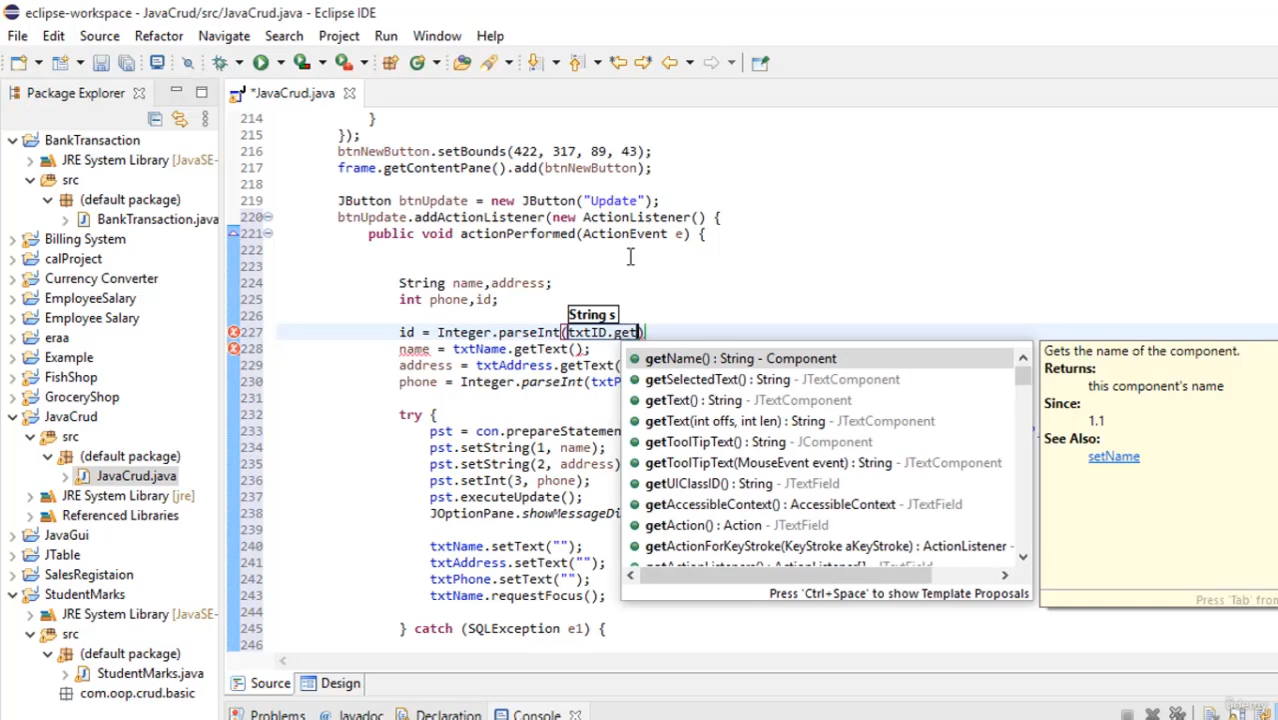 eclipse-workspace - JavaCrud/src/JavaCrud.java - Eclipse IDE
File Edit Source Refactor Navigate Search Project Run Window Help
Package Explorer
BankTransaction
JRE System Library [JavaSE-
src
(default package)
BankTransaction.java
Billing System
calProject
Currency Converter
EmployeeSalary
Employee Salary
eraa
Example
FishShop
GroceryShop
JavaCrud
src
(default package)
JavaCrud.java
JRE System Library [jre]
Referenced Libraries
JavaGui
JTable
SalesRegistaion
StudentMarks
JRE System Library [JavaSE-
src
(default package)
StudentMarks.java
com.oop.crud.basic
*JavaCrud.java
214 }
215 });
216 btnNewButton.setBounds(422, 317, 89, 43);
217 frame.getContentPane().add(btnNewButton);
218
219 JButton btnUpdate = new JButton("Update");
220 btnUpdate.addActionListener(new ActionListener() {
221 public void actionPerformed(ActionEvent e) {
222
223
224 String name,address;
225 int phone,id;
226
String s
227 id = Integer.parseInt(txtID.get)
228 name = txtName.getText();
229 address = txtAddress.getText(
230 phone = Integer.parseInt(txtP
231
232 try {
233 pst = con.prepareStatemen
234 pst.setString(1, name);
235 pst.setString(2, address)
236 pst.setInt(3, phone);
237 pst.executeUpdate();
238 JOptionPane.showMessageDi
239
240 txtName.setText("");
241 txtAddress.setText("");
242 txtPhone.setText("");
243 txtName.requestFocus();
244
245 } catch (SQLException e1) {
246
getName() : String - Component
getSelectedText() : String - JTextComponent
getText() : String - JTextComponent
getText(int offs, int len) : String - JTextComponent
getToolTipText() : String - JComponent
getToolTipText(MouseEvent event) : String - JTextComponent
getUIClassID() : String - JTextField
getAccessibleContext() : AccessibleContext - JTextField
getAction() : Action - JTextField
getActionForKeyStroke(KeyStroke aKeyStroke) : ActionListener -
getActionListeners() : ActionListener[] - JTextField
Press 'Ctrl+Space' to show Template Proposals
Gets the name of the component.
Returns:
this component's name
Since:
1.1
See Also:
setName
Press 'Tab' from
Source Design
Problems Javadoc Declaration Console